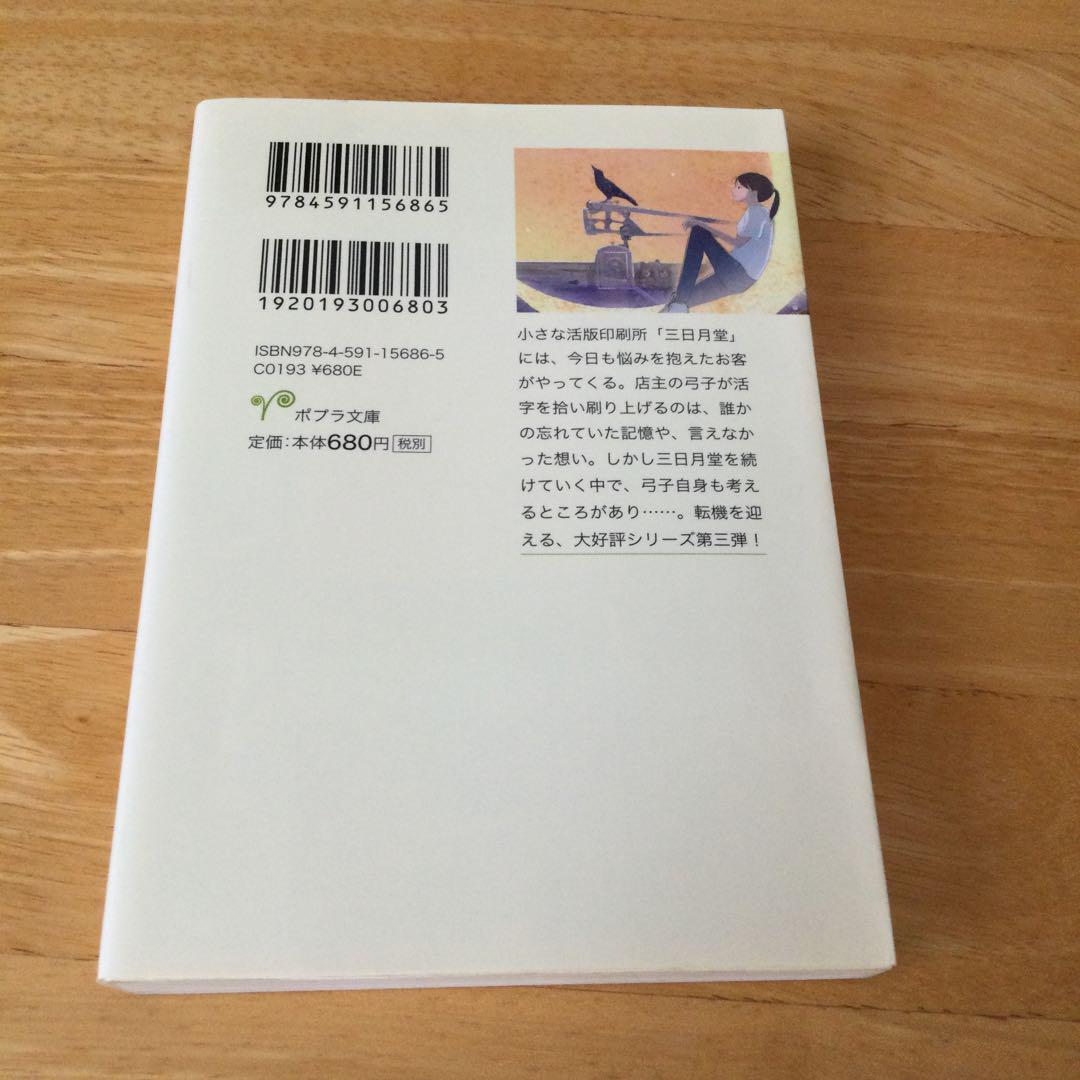 9784591156865
1920193006803
ISBN978-4-591-15686-5
C0193 ¥680E
ポプラ文庫
定価：本体680円 税別
小さな活版印刷所「三日月堂」
には、今日も悩みを抱えたお客
がやってくる。店主の弓子が活
字を拾い刷り上げるのは、誰か
の忘れていた記憶や、言えなか
った想い。しかし三日月堂を続
けていく中で、弓子自身も考え
るところがあり……。転機を迎
える、大好評シリーズ第三弾！